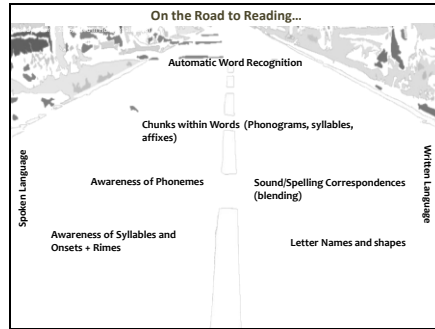 On the Road to Reading…
Automatic Word Recognition
Chunks within Words (Phonograms, syllables,
affixes)
Spoken Language
Written Language
Awareness of Phonemes
Sound/Spelling Correspondences
(blending)
Awareness of Syllables and
Onsets + Rimes
Letter Names and shapes